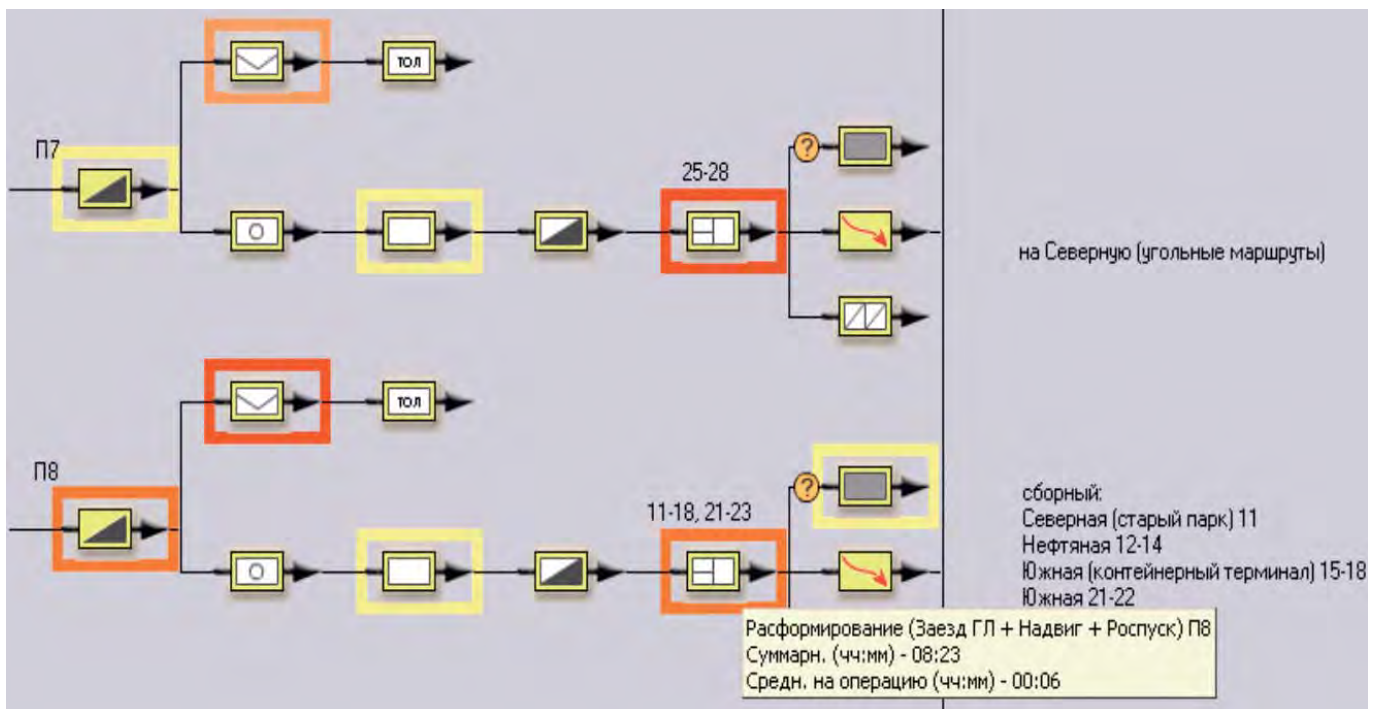 тол
П7
?
25-28
на Северную (угольные маршруты)
тол
П8
?
11-18, 21-23
сборный:
Северная (старый парк) 11
Нефтяная 12-14
Южная (контейнерный терминал) 15-18
Южная 21-22
Расформирование (Заезд ГЛ + Надвиг + Роспуск) П8
Суммарн. (чч:мм) - 08:23
Средн. на операцию (чч:мм) - 00:06